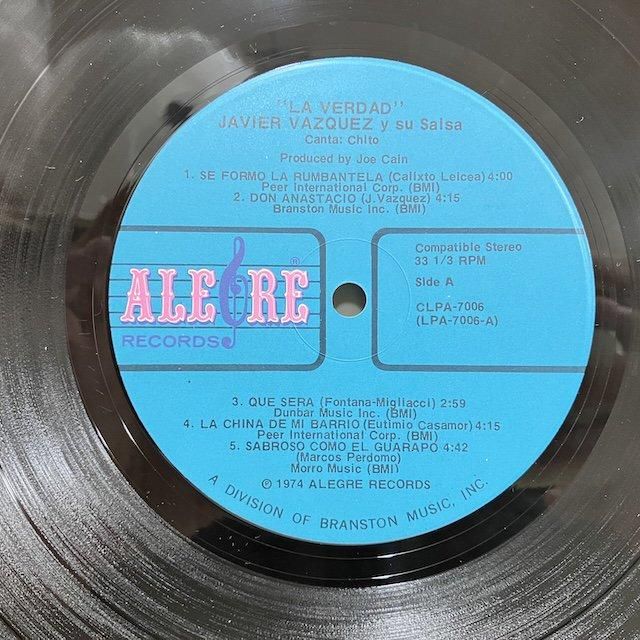 "LA VERDAD"
JAVIER VAZQUEZ y su Salsa
Canta: Chito
Produced by Joe Cain
1. SE FORMO LA RUMBANTELA (Calixto Leicea) 4:00
Peer International Corp. (BMI)
2. DON ANASTACIO (J. Vazquez) 4:15
Branston Music Inc. (BMI)
ALEGRE ®
RECORDS
Compatible Stereo
33 1/3 RPM
Side A
CLPA-7006
(LPA-7006-A)
3. QUE SERA (Fontana-Migliacci) 2:59
Dunbar Music Inc. (BMI)
4. LA CHINA DE MI BARRIO (Eutimio Casamor) 4:15
Peer International Corp. (BMI)
5. SABROSO COMO EL GUARAPO 4:42
(Marcos Perdomo)
Morro Music (BMI)
℗ 1974 ALEGRE RECORDS
A DIVISION OF BRANSTON MUSIC, INC.